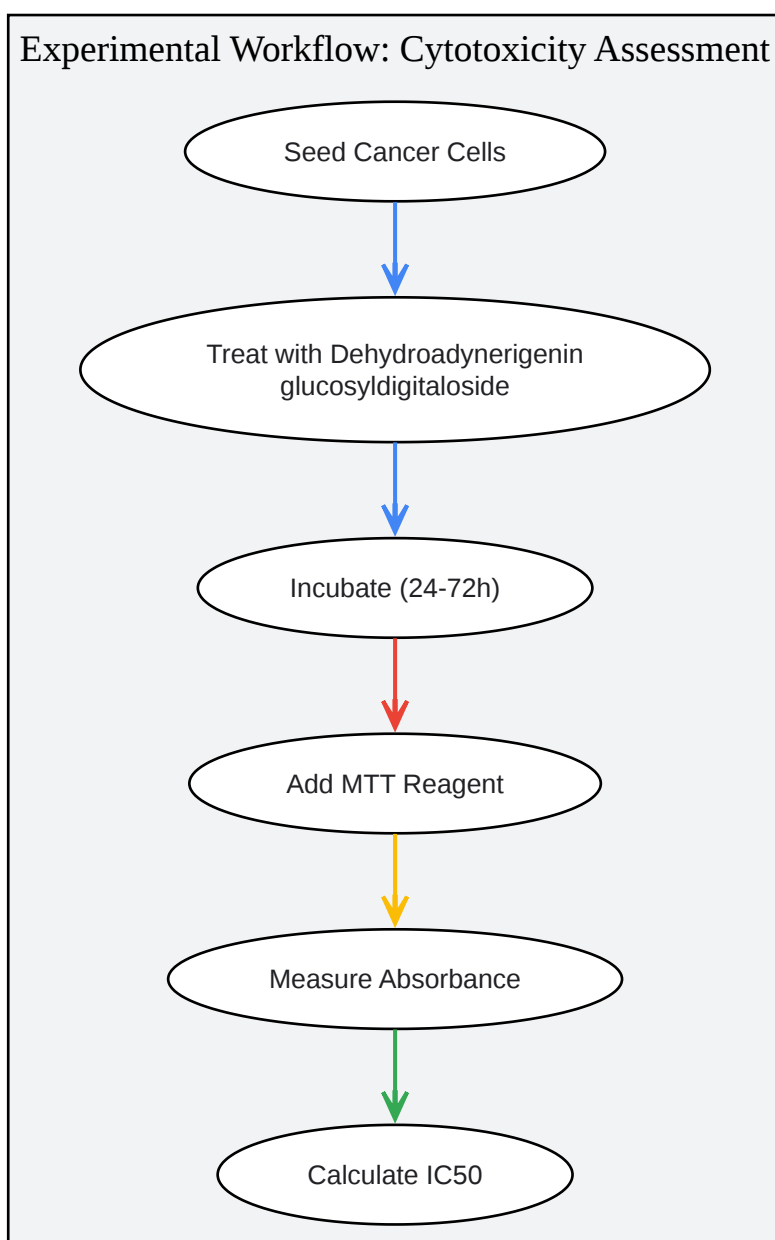 Experimental Workflow: Cytotoxicity Assessment
Seed Cancer Cells
Treat with Dehydroadynerigenin
glucosyldigitaloside
Incubate (24-72h)
Add MTT Reagent
Measure Absorbance
Calculate IC50